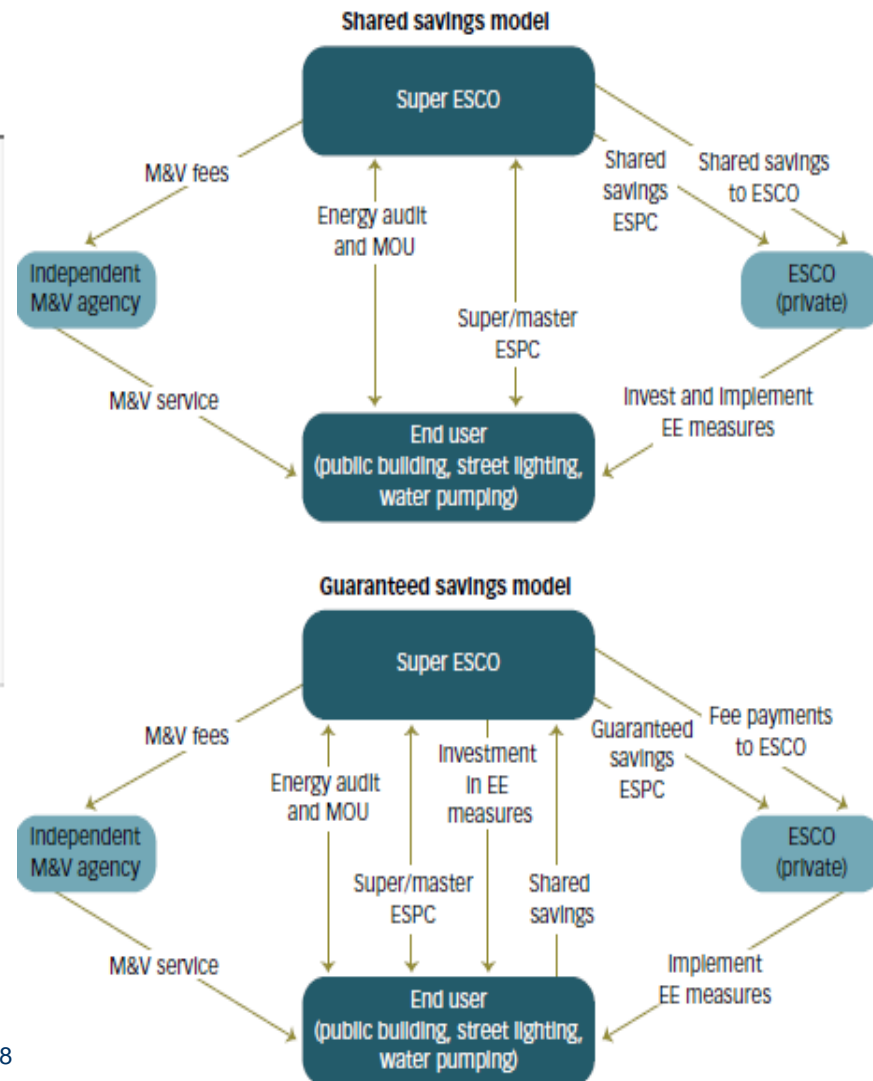 Shared savings model
Super ESCO
M&V fees
Shared
savings
ESPC
Shared savings
to ESCO
Energy audit
and MOU
Independent
M&V agency
ESCO
(private)
Super/master
ESPC
M&V service
Invest and implement
EE measures
End user
(public building, street lighting,
water pumping)
Guaranteed savings model
Super ESCO
M&V fees
Guaranteed
savings
ESPC
Fee payments
to ESCO
Energy audit
and MOU
Investment
in EE
measures
Independent
M&V agency
ESCO
(private)
Super/master
ESPC
Shared
savings
M&V service
Implement
EE measures
End user
(public building, street lighting,
water pumping)
8